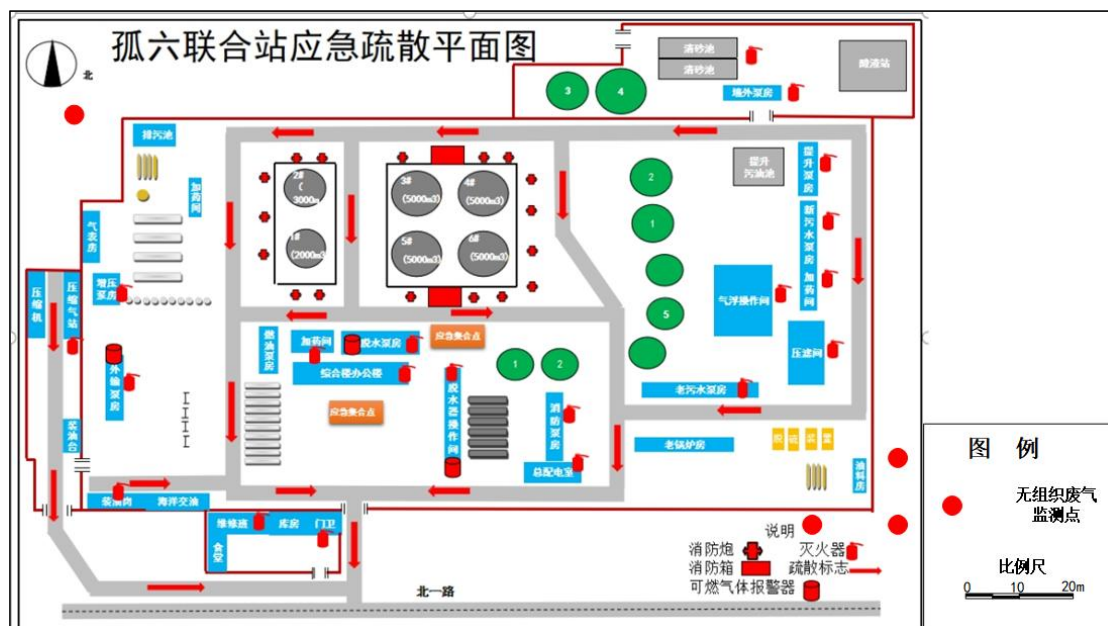 孤六联合站应急疏散平面图
北
清砂池
清砂池
3
4
墙外泵房
排污池
加药间
气表房
增压泵房
压缩机
压缩气站
外输泵房
装油台
2#
(
3000m
1#
(2000m3)
3#
(5000m3)
4#
(5000m3)
5#
(5000m3)
6#
(5000m3)
2
1
5
提升
污油池
提升泵房
新污水泵房
加药间
气浮操作间
压滤间
老污水泵房
燃油泵房
加药间
脱水泵房
应急集合点
综合楼办公楼
应急集合点
脱水器操作间
1
2
消防泵房
总配电室
老锅炉房
脱硫装置
油料房
装油岗
海洋交油
维修班
库房
门卫
食堂
北一路
说明
消防炮
灭火器
消防箱
疏散标志
可燃气体报警器
图 例
无组织废气
监测点
比例尺
0
10
20m